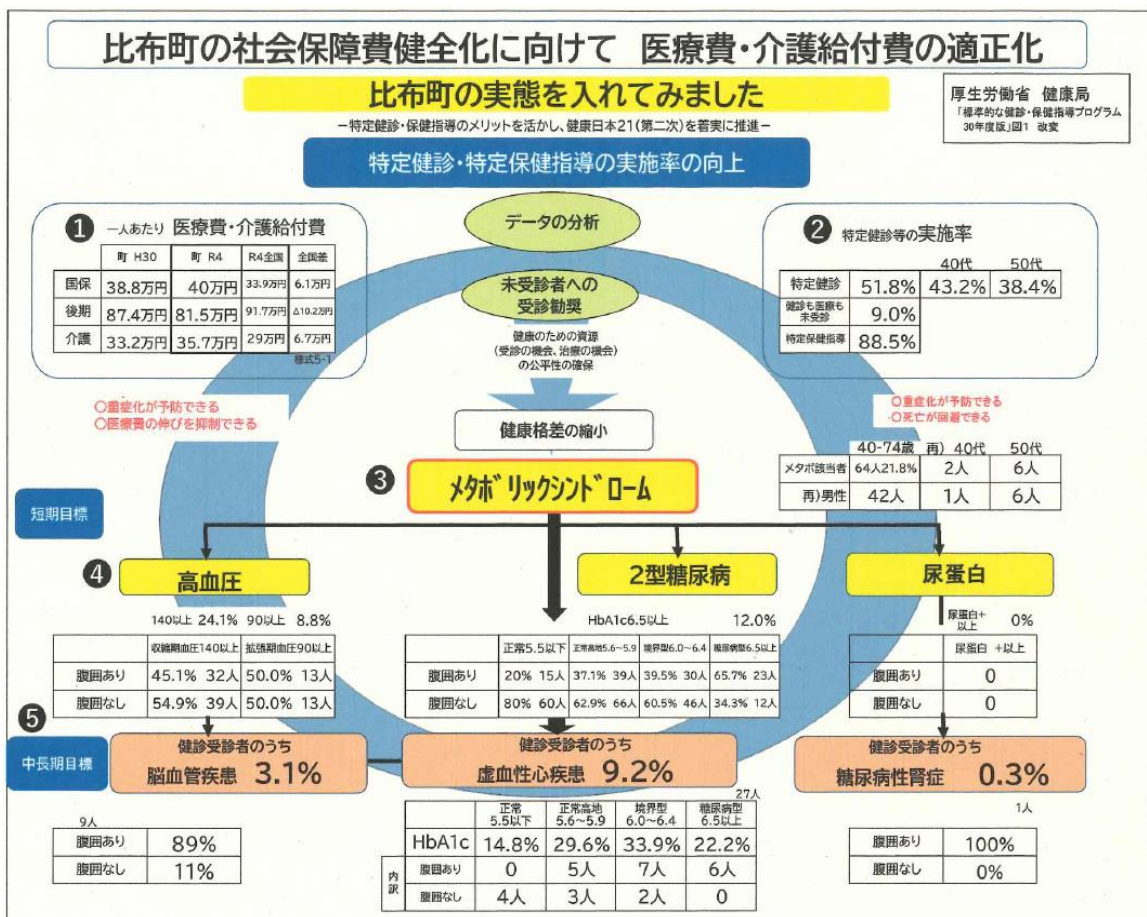 比布町の社会保障費健全化に向けて 医療費・介護給付費の適正化
比布町の実態を入れてみました
－特定健診・保健指導のメリットを活かし、健康日本21(第二次)を着実に推進－
厚生労働省 健康局
「標準的な健診・保健指導プログラム
30年度版」図1 改変
特定健診・特定保健指導の実施率の向上
❶ 一人あたり 医療費・介護給付費
町 H30 町 R4 R4全国 全国差
国保 38.8万円 40万円 33.9万円 6.1万円
後期 87.4万円 81.5万円 91.7万円 △10.2万円
介護 33.2万円 35.7万円 29万円 6.7万円
様式5-1
データの分析
未受診者への
受診勧奨
健康のための資源
(受診の機会、治療の機会)
の公平性の確保
健康格差の縮小
❷ 特定健診等の実施率
40代 50代
特定健診 51.8% 43.2% 38.4%
健診も医療も
未受診 9.0%
特定保健指導 88.5%
○重症化が予防できる
○医療費の伸びを抑制できる
○重症化が予防できる
○死亡が回避できる
40-74歳 再) 40代 50代
メタボ該当者 64人21.8% 2人 6人
再)男性 42人 1人 6人
❸ メタボリックシンドローム
短期目標
❹ 高血圧
2型糖尿病
尿蛋白
140以上 24.1% 90以上 8.8%
収縮期血圧140以上 拡張期血圧90以上
腹囲あり 45.1% 32人 50.0% 13人
腹囲なし 54.9% 39人 50.0% 13人
HbA1c6.5以上 12.0%
正常5.5以下 正常高地5.6~5.9 境界型6.0~6.4 糖尿病型6.5以上
腹囲あり 20% 15人 37.1% 39人 39.5% 30人 65.7% 23人
腹囲なし 80% 60人 62.9% 66人 60.5% 46人 34.3% 12人
尿蛋白+
以上 0%
尿蛋白 +以上
腹囲あり 0
腹囲なし 0
❺
中長期目標
健診受診者のうち
脳血管疾患 3.1%
健診受診者のうち
虚血性心疾患 9.2%
健診受診者のうち
糖尿病性腎症 0.3%
9人
腹囲あり 89%
腹囲なし 11%
27人
正常
5.5以下
正常高地
5.6~5.9
境界型
6.0~6.4
糖尿病型
6.5以上
HbA1c 14.8% 29.6% 33.9% 22.2%
内訳
腹囲あり 0 5人 7人 6人
腹囲なし 4人 3人 2人 0
1人
腹囲あり 100%
腹囲なし 0%